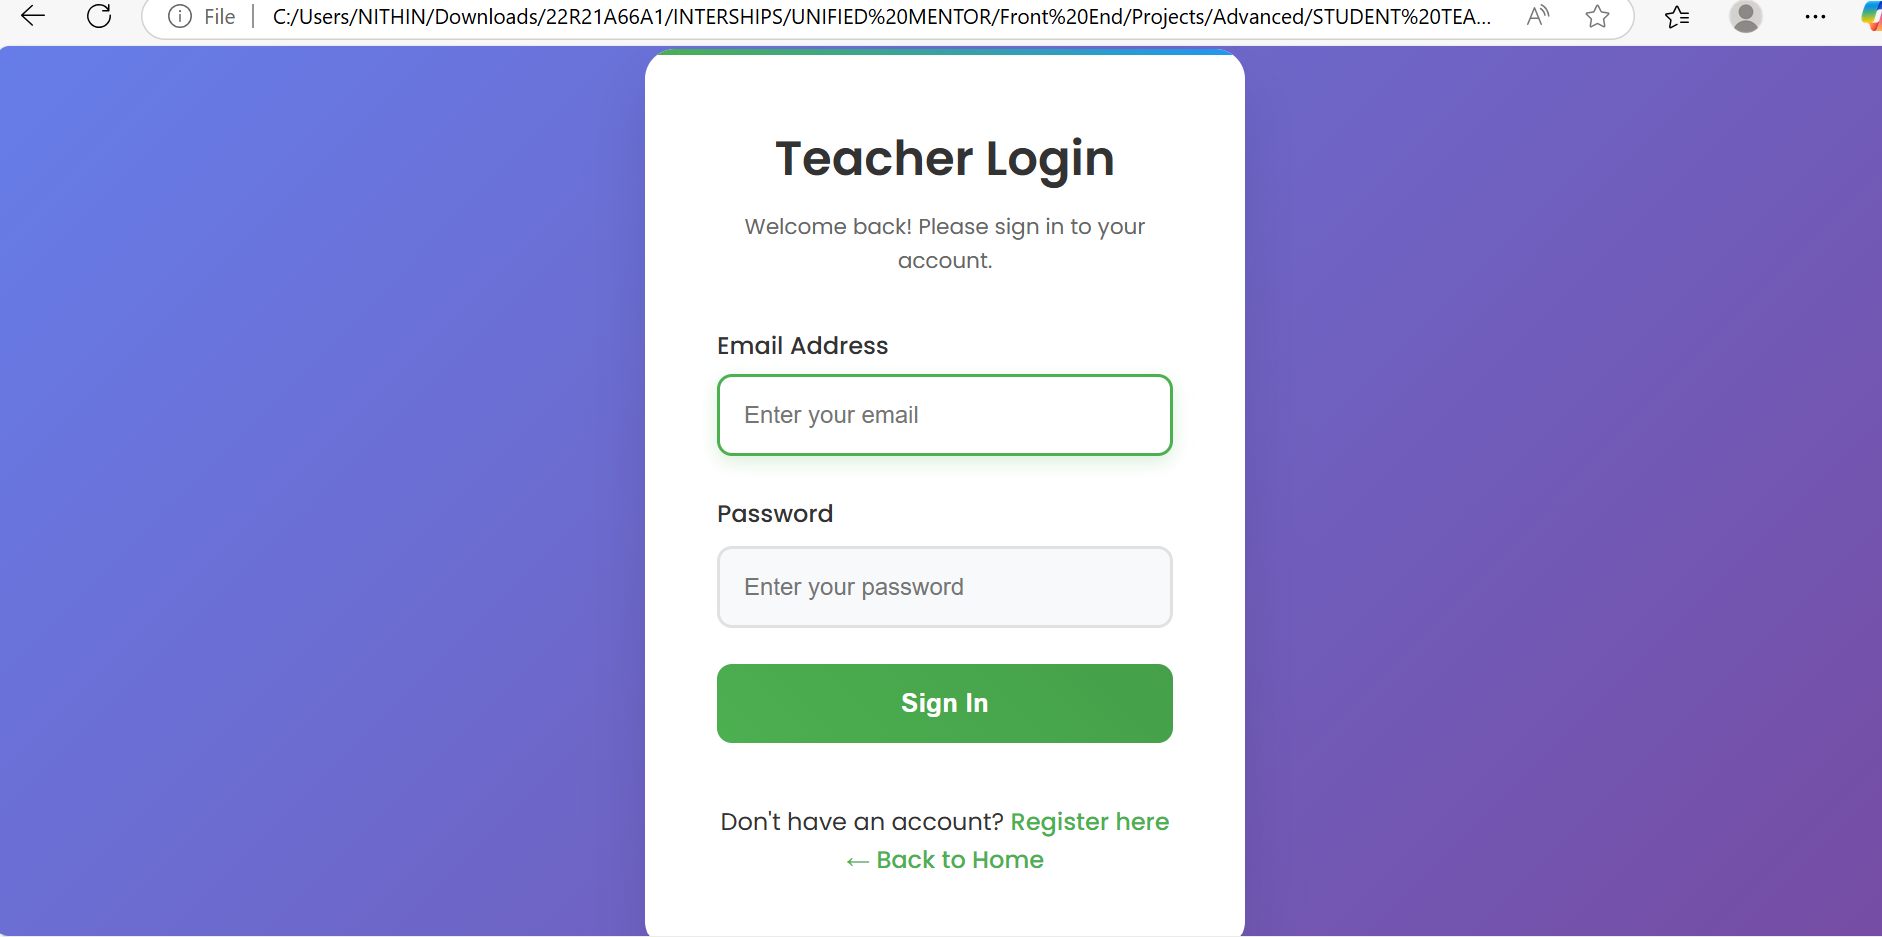 File
C:/Users/NITHIN/Downloads/22R21A66A1/INTERSHIPS/UNIFIED%20MENTOR/Front%20End/Projects/Advanced/STUDENT%20TEA...
Teacher Login
Welcome back! Please sign in to your
account.
Email Address
Enter your email
Password
Enter your password
Sign In
Don't have an account? Register here
← Back to Home